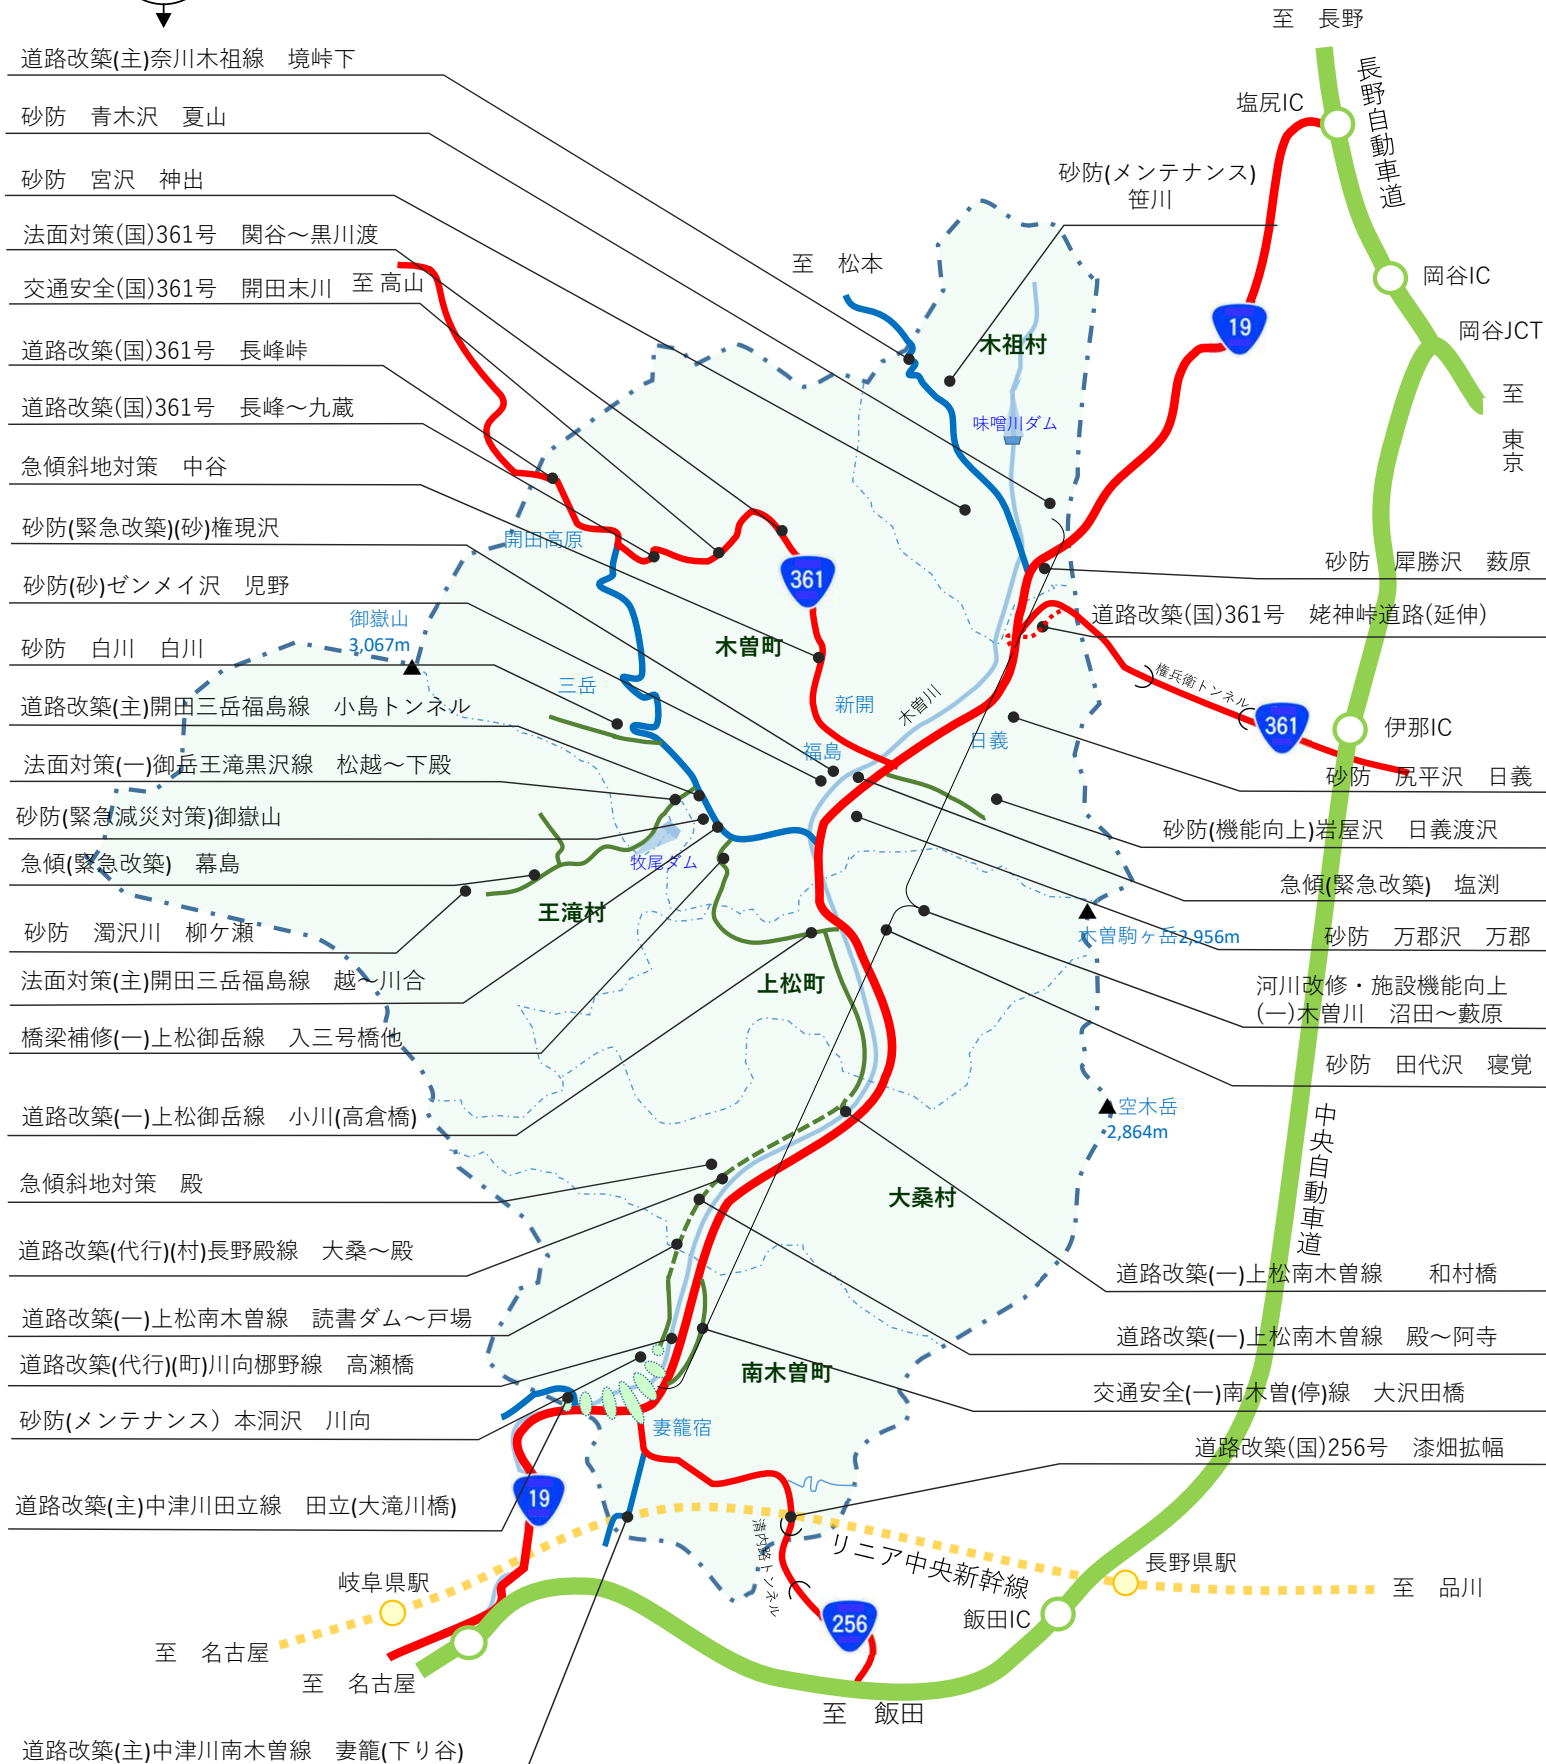 道路改築(主)奈川木祖線　境峠下
砂防　青木沢　夏山
砂防　宮沢　神出
法面対策(国)361号　関谷～黒川渡
交通安全(国)361号　開田末川
道路改築(国)361号　長峰峠
道路改築(国)361号　長峰～九蔵
急傾斜地対策　中谷
砂防(緊急改築)(砂)権現沢
砂防(砂)ゼンメイ沢　児野
砂防　白川　白川
道路改築(主)開田三岳福島線　小島トンネル
法面対策(一)御岳王滝黒沢線　松越～下殿
砂防(緊急減災対策)御嶽山
急傾(緊急改築)　幕島
砂防　濁沢川　柳ケ瀬
法面対策(主)開田三岳福島線　越～川合
橋梁補修(一)上松御岳線　入三号橋他
道路改築(一)上松御岳線　小川(高倉橋)
急傾斜地対策　殿
道路改築(代行)(村)長野殿線　大桑～殿
道路改築(一)上松南木曽線　読書ダム～戸場
道路改築(代行)(町)川向梛野線　高瀬橋
砂防(メンテナンス）本洞沢　川向
道路改築(主)中津川田立線　田立(大滝川橋)
道路改築(主)中津川南木曽線　妻籠(下り谷)
至　長野
長野自動車道
塩尻IC
砂防(メンテナンス)
笹川
至　松本
至 高山
岡谷IC
岡谷JCT
至　東京
19
木祖村
味噌川ダム
開田高原
361
御嶽山
3,067m
木曽町
三岳
新開
木曽川
福島
日義
権兵衛トンネル
361
伊那IC
牧尾ダム
王滝村
上松町
木曽駒ヶ岳2,956m
空木岳
2,864m
大桑村
南木曽町
妻籠宿
中央自動車道
砂防　犀勝沢　薮原
道路改築(国)361号　姥神峠道路(延伸)
砂防　尻平沢　日義
砂防(機能向上)岩屋沢　日義渡沢
急傾(緊急改築)　塩渕
砂防　万郡沢　万郡
河川改修・施設機能向上
(一)木曽川　沼田～藪原
砂防　田代沢　寝覚
道路改築(一)上松南木曽線　　和村橋
道路改築(一)上松南木曽線　殿～阿寺
交通安全(一)南木曽(停)線　大沢田橋
道路改築(国)256号　漆畑拡幅
19
清内路トンネル
リニア中央新幹線
長野県駅
至　品川
岐阜県駅
飯田IC
256
至　名古屋
至　名古屋
至　飯田